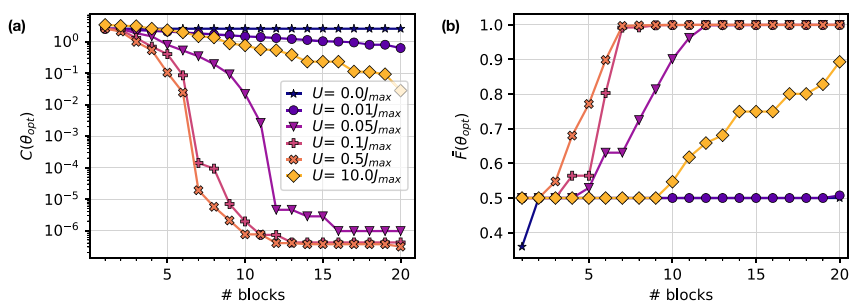 (a)
C(θ_opt)
10^0
10^-1
10^-2
10^-3
10^-4
10^-5
10^-6
U= 0.0J_max
U= 0.01J_max
U= 0.05J_max
U= 0.1J_max
U= 0.5J_max
U= 10.0J_max
5 10 15 20
# blocks
(b)
F̄(θ_opt)
1.0
0.9
0.8
0.7
0.6
0.5
0.4
5 10 15 20
# blocks